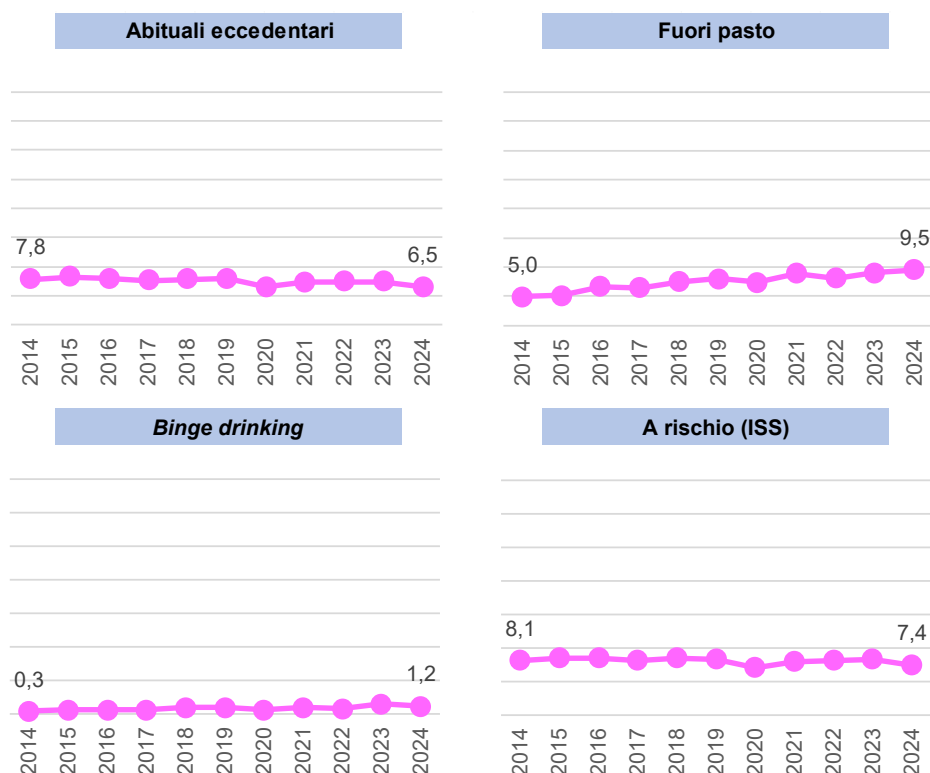 Abituali eccedentari
Fuori pasto
7,8
6,5
5,0
9,5
2014 2015 2016 2017 2018 2019 2020 2021 2022 2023 2024
2014 2015 2016 2017 2018 2019 2020 2021 2022 2023 2024
Binge drinking
A rischio (ISS)
0,3
1,2
8,1
7,4
2014 2015 2016 2017 2018 2019 2020 2021 2022 2023 2024
2014 2015 2016 2017 2018 2019 2020 2021 2022 2023 2024